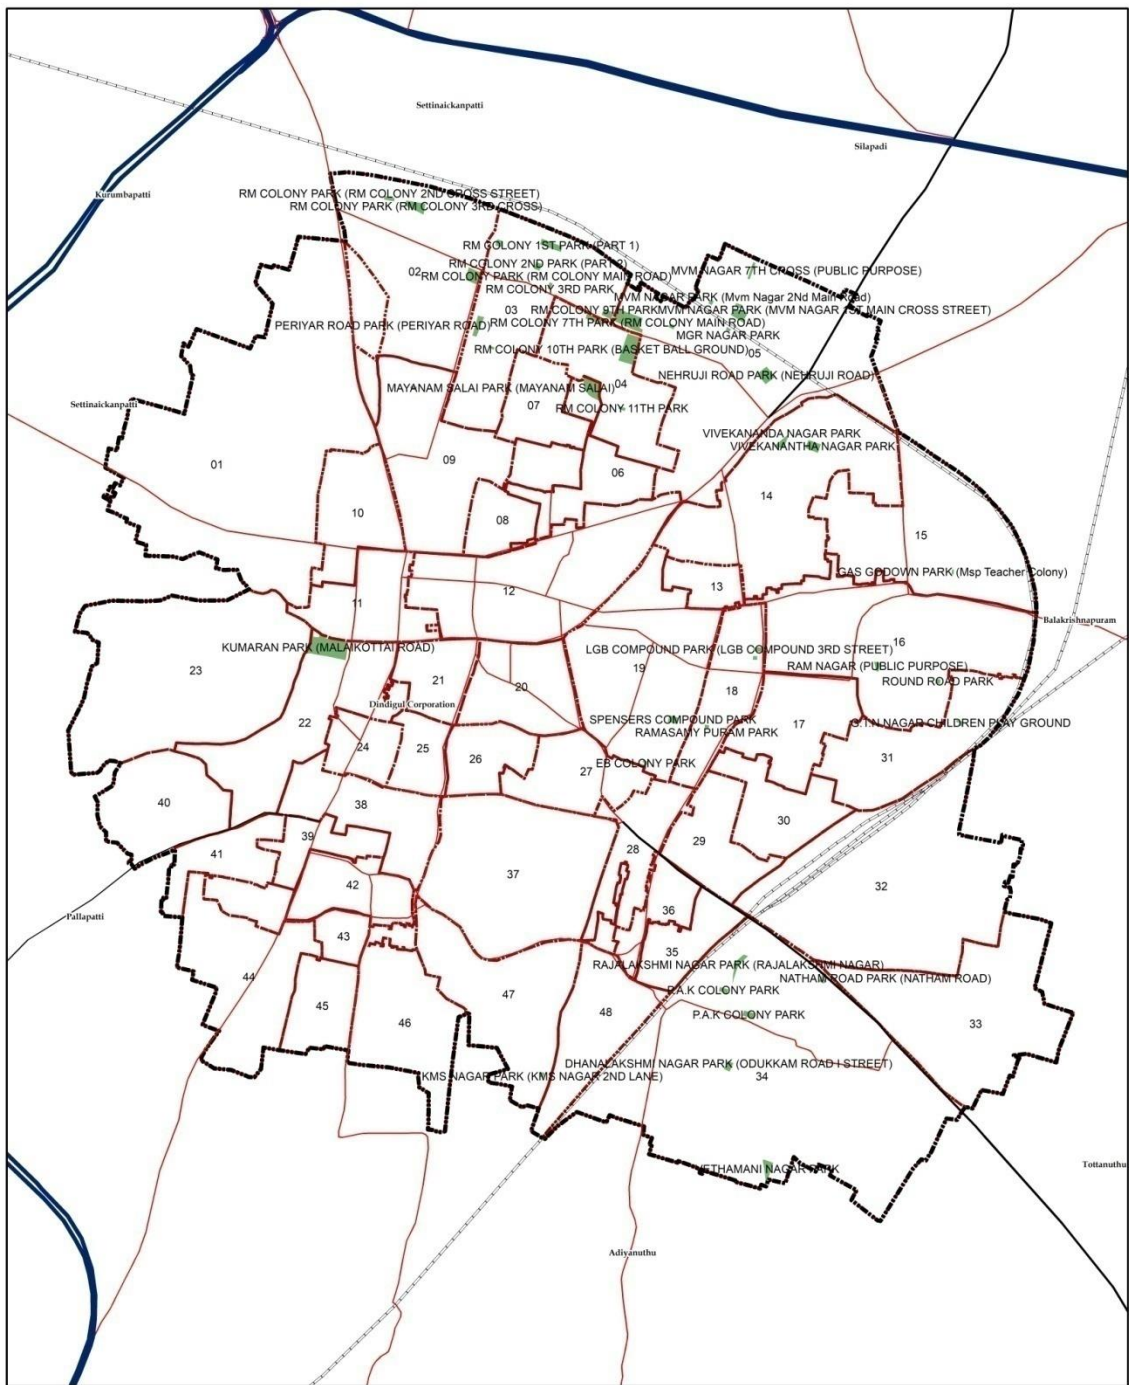 Settinaickanpatti
Silapadi
Kurumbapatti
RM COLONY PARK (RM COLONY 2ND CROSS STREET)
RM COLONY PARK (RM COLONY 3RD CROSS)
RM COLONY 1ST PARK (PART 1)
RM COLONY 2ND PARK (PART 2)
02
RM COLONY PARK (RM COLONY MAIN ROAD)
MVM NAGAR 7TH CROSS (PUBLIC PURPOSE)
RM COLONY 3RD PARK
MVM NAGAR PARK (Mvm Nagar 2Nd Main Road)
03
RM COLONY 9TH PARK
MVM NAGAR PARK (MVM NAGAR 1ST MAIN CROSS STREET)
PERIYAR ROAD PARK (PERIYAR ROAD)
RM COLONY 7TH PARK (RM COLONY MAIN ROAD)
MGR NAGAR PARK
RM COLONY 10TH PARK (BASKET BALL GROUND)
05
NEHRUJI ROAD PARK (NEHRUJI ROAD)
MAYANAM SALAI PARK (MAYANAM SALAI)
04
Settinaickanpatti
07
RM COLONY 11TH PARK
VIVEKANANDA NAGAR PARK
VIVEKANANTHA NAGAR PARK
01
09
06
14
10
08
15
GAS GODOWN PARK (Msp Teacher Colony)
13
12
11
Balakrishnapuram
KUMARAN PARK (MALAIKOTTAI ROAD)
LGB COMPOUND PARK (LGB COMPOUND 3RD STREET)
16
23
19
RAM NAGAR (PUBLIC PURPOSE)
ROUND ROAD PARK
21
20
18
Dindigul Corporation
22
SPENSERS COMPOUND PARK
17
G.T.N.NAGAR CHILDREN PLAY GROUND
RAMASAMY PURAM PARK
24
25
26
27
EB COLONY PARK
31
40
38
30
39
41
28
29
37
42
32
36
Pallapatti
43
35
44
RAJALAKSHMI NAGAR PARK (RAJALAKSHMI NAGAR)
NATHAM ROAD PARK (NATHAM ROAD)
P.A.K COLONY PARK
47
45
46
48
P.A.K COLONY PARK
33
DHANALAKSHMI NAGAR PARK (ODUKKAM ROAD I STREET)
KMS NAGAR PARK (KMS NAGAR 2ND LANE)
34
NAGAR PARK
Tottanuthu
Adiyanuthu